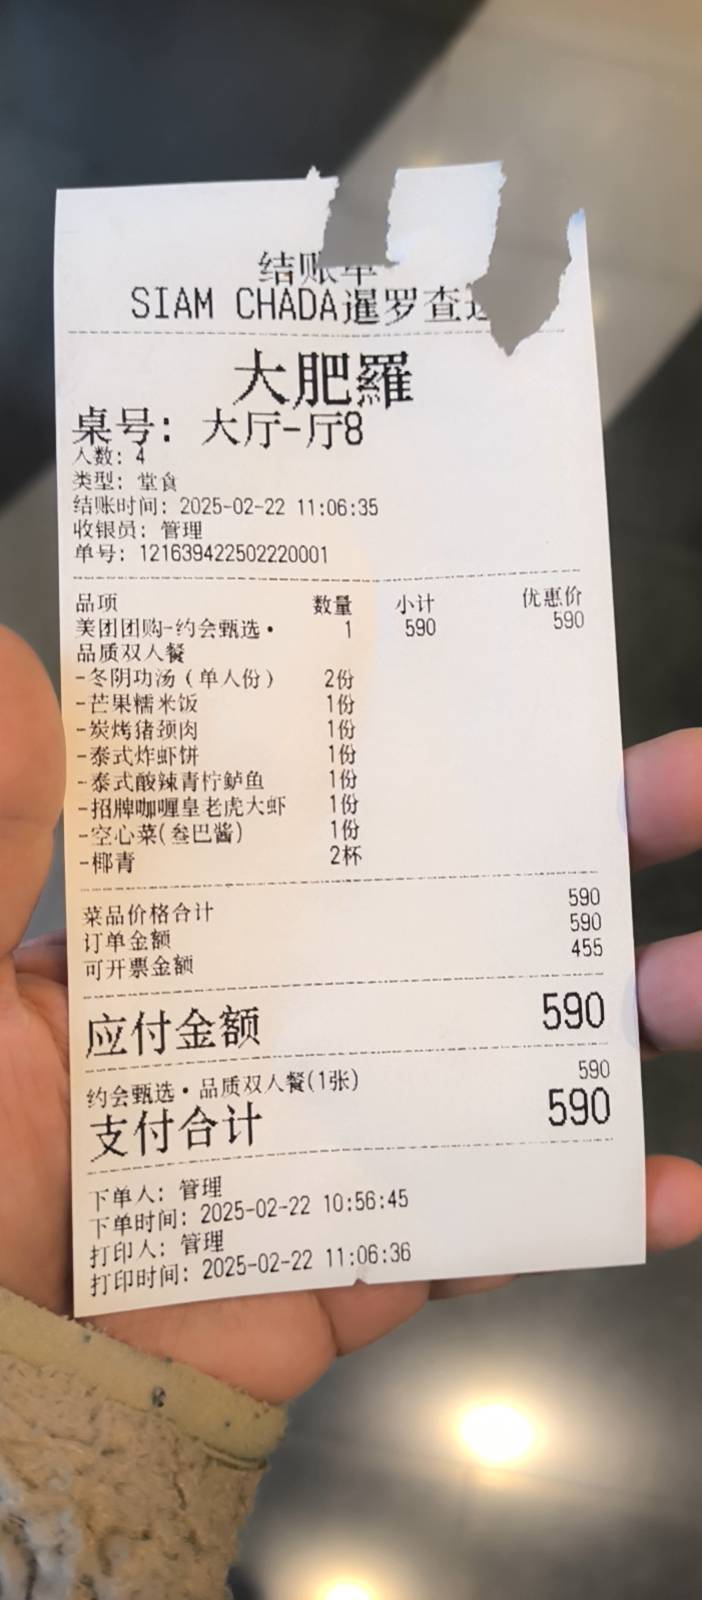 结账单
SIAM CHADA暹罗查
大肥羅
桌号: 大厅-厅8
人数: 4
类型: 堂食
结账时间: 2025-02-22 11:06:35
收银员: 管理
单号: 121639422502220001
品项 数量 小计 优惠价
美团团购-约会甄选· 1 590 590
品质双人餐
-冬阴功汤(单人份) 2份
-芒果糯米饭 1份
-炭烤猪颈肉 1份
-泰式炸虾饼 1份
-泰式酸辣青柠鲈鱼 1份
-招牌咖喱皇老虎大虾 1份
-空心菜(叁巴酱) 1份
-椰青 2杯
菜品价格合计 590
订单金额 590
可开票金额 455
应付金额 590
约会甄选·品质双人餐(1张) 590
支付合计 590
下单人: 管理
下单时间: 2025-02-22 10:56:45
打印人: 管理
打印时间: 2025-02-22 11:06:36